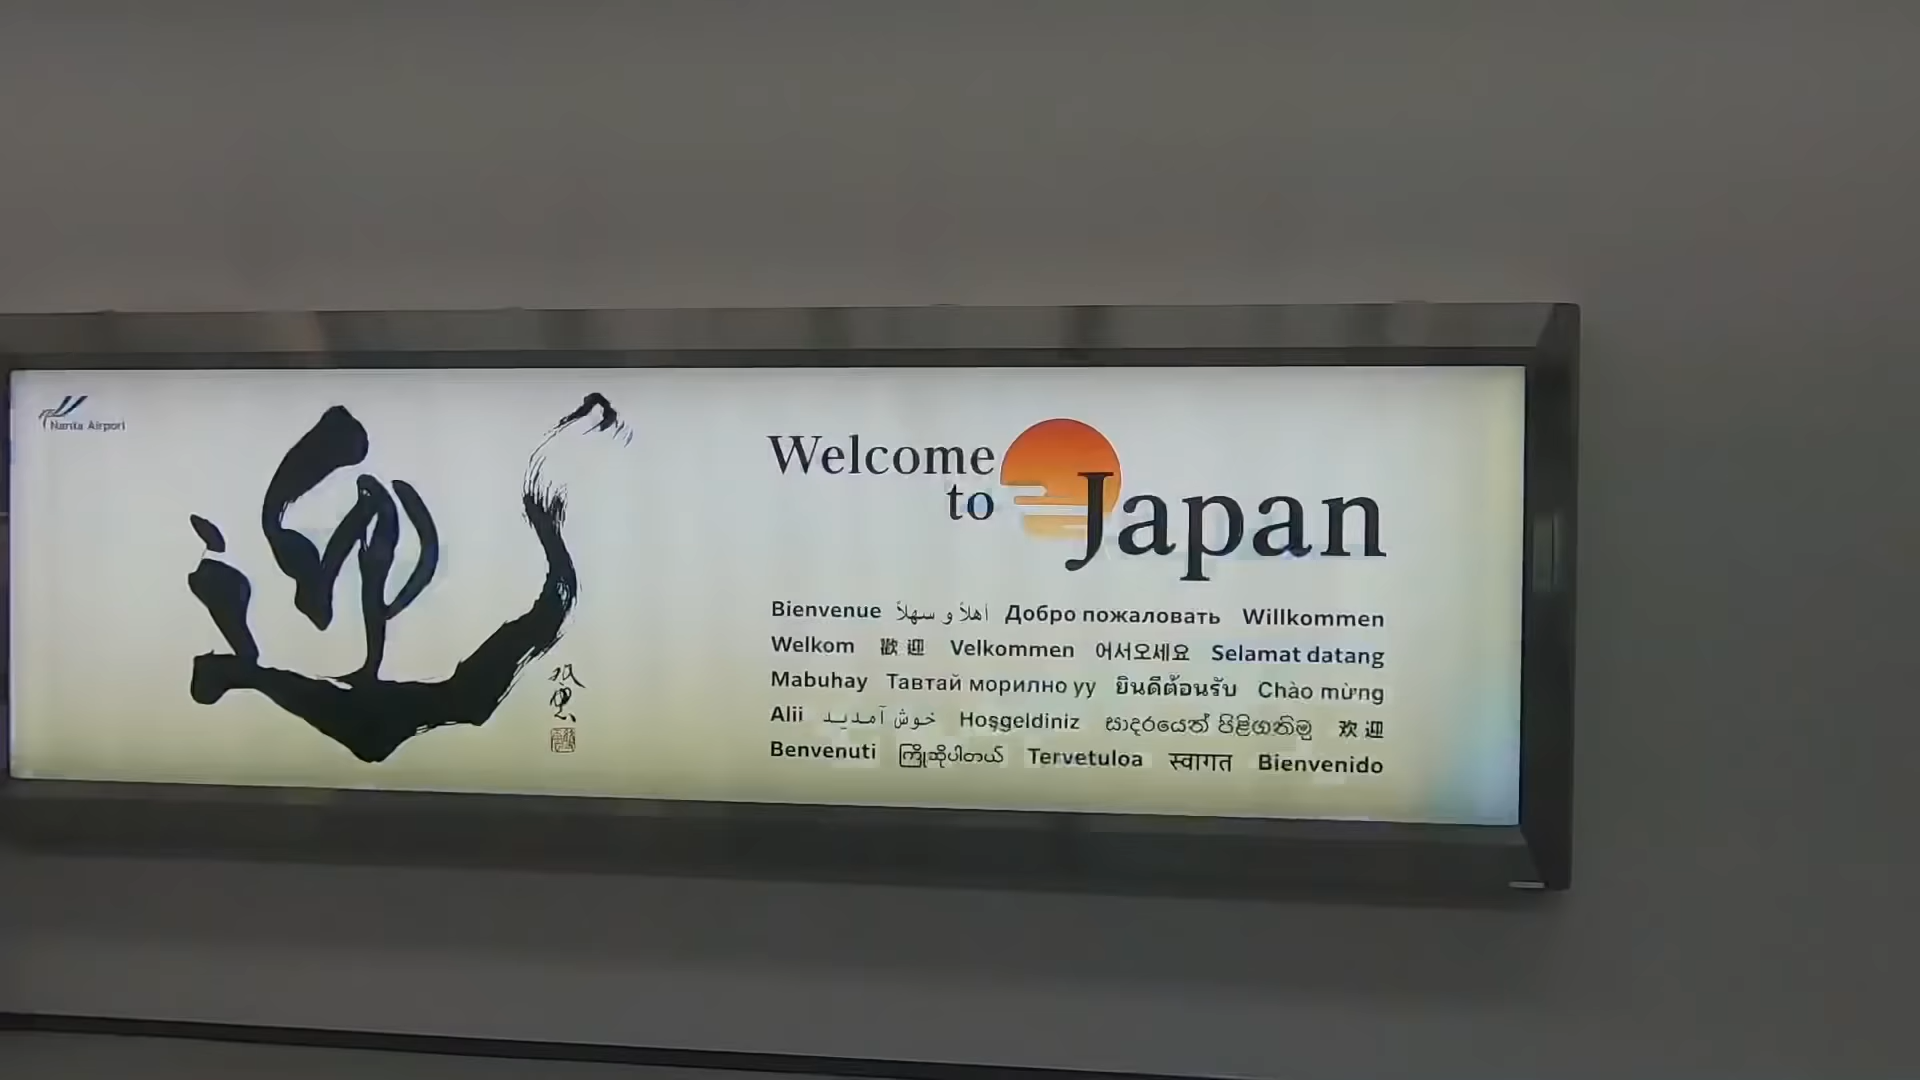 Narita Airport
迎
Welcome
to
Japan
Bienvenue أهلاً و سهلاً Добро пожаловать Willkommen
Welkom 歡迎 Velkommen 어서오세요 Selamat datang
Mabuhay Тавтай морилно уу ยินดีต้อนรับ Chào mừng
Alii خوش آمدید Hoşgeldiniz සාදරයෙන් පිළිගනිමු 欢迎
Benvenuti ကြိုဆိုပါတယ် Tervetuloa स्वागत Bienvenido